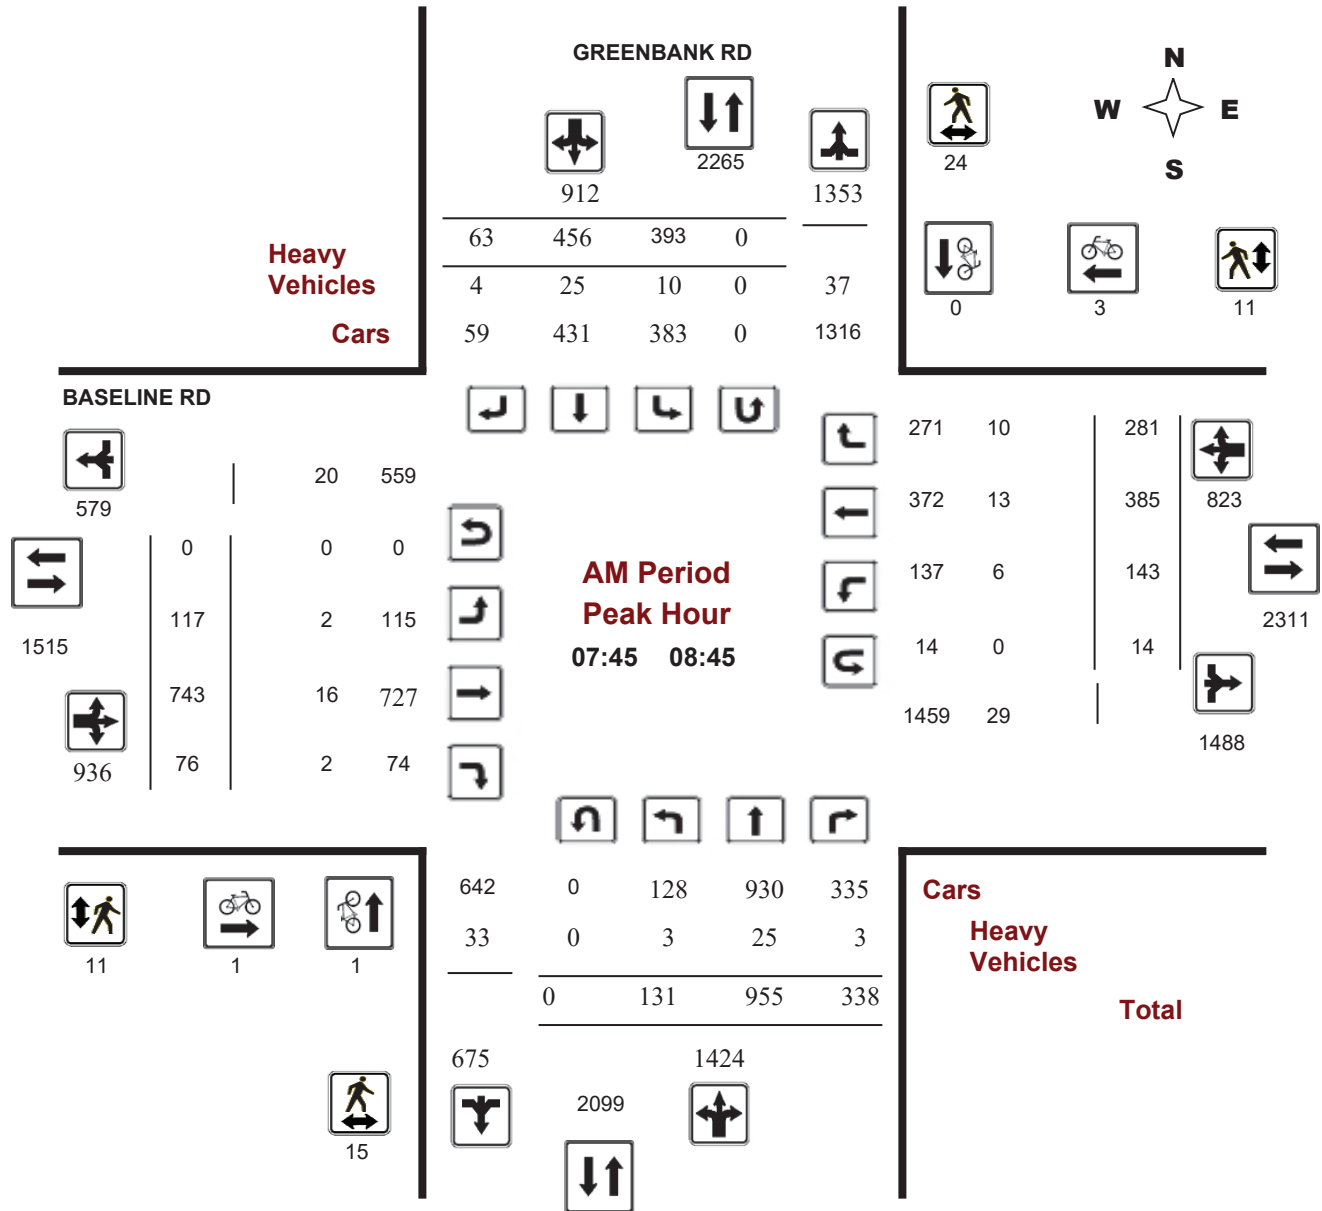 GREENBANK RD
N
W E
S
2265
24
912
1353
63 456 393 0
Heavy
Vehicles
4 25 10 0 37
Cars
59 431 383 0 1316
0 3 11
BASELINE RD
579
20 559
0 0 0
117 2 115
1515
743 16 727
936
76 2 74
AM Period
Peak Hour
07:45 08:45
271 10 281
372 13 385
823
137 6 143
2311
14 0 14
1459 29
1488
642 0 128 930 335
Cars
33 0 3 25 3
Heavy
Vehicles
0 131 955 338
Total
11 1 1
675 1424
2099
15